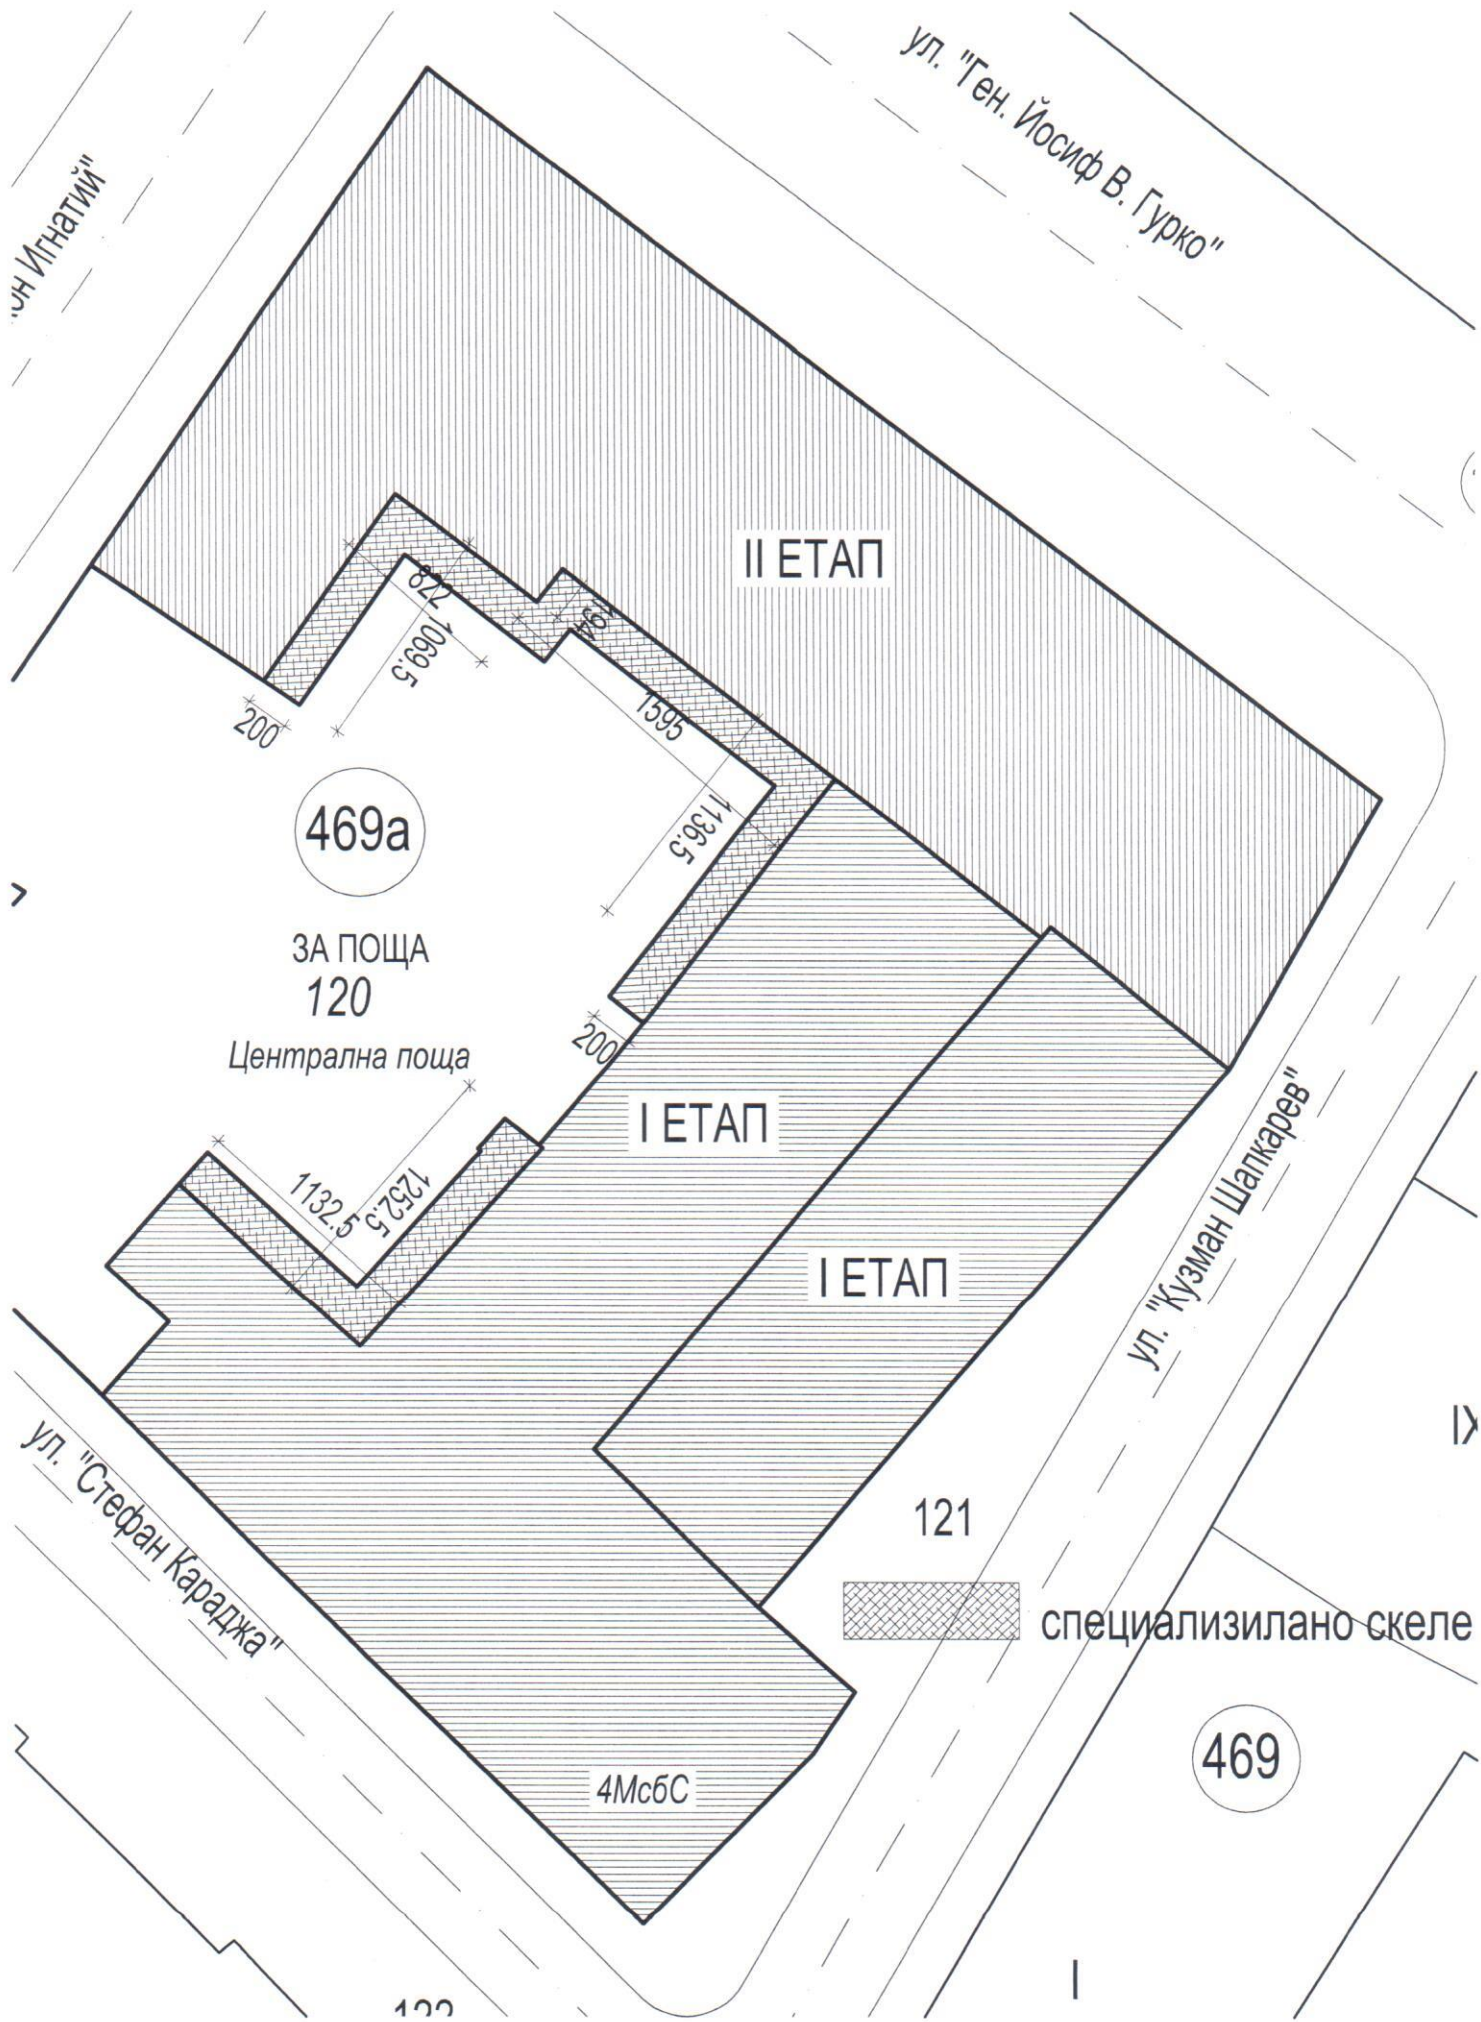 ул. "Ген. Йосиф В. Гурко"
Игнатий"
II ЕТАП
822
1069.5
194
200
1595
1136.5
469а
ЗА ПОЩА
120
Централна поща
200
I ЕТАП
1132.5
1252.5
I ЕТАП
ул. "Кузман Шапкарев"
ул. "Стефан Караджа"
121
специализилано скеле
469
4МсбС
I